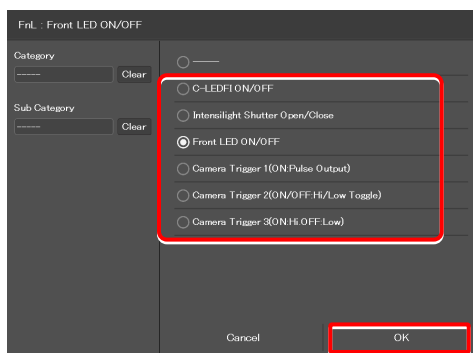 FnL : Front LED ON/OFF
Category
-----
Clear
Sub Category
-----
Clear
-----
C-LEDFI ON/OFF
Intensilight Shutter Open/Close
Front LED ON/OFF
Camera Trigger 1(ON:Pulse Output)
Camera Trigger 2(ON/OFF:Hi/Low Toggle)
Camera Trigger 3(ON:Hi.OFF:Low)
Cancel
OK